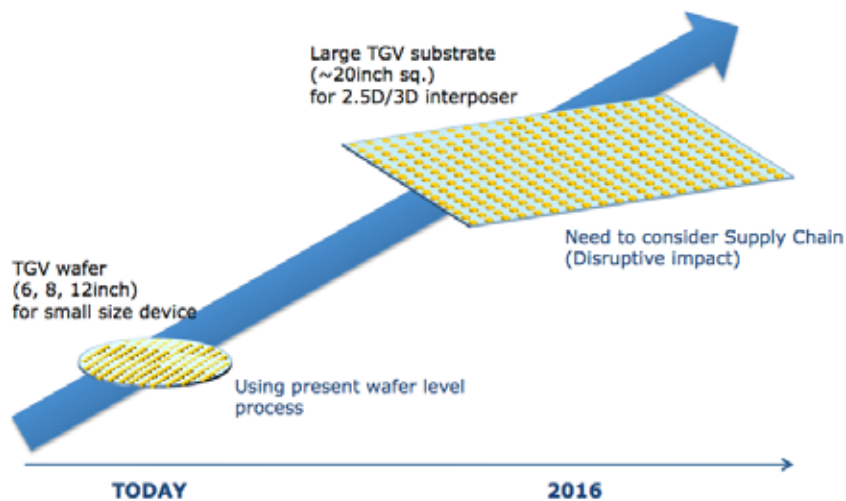 Large TGV substrate
(~20inch sq.)
for 2.5D/3D interposer
Need to consider Supply Chain
(Disruptive impact)
TGV wafer
(6, 8, 12inch)
for small size device
Using present wafer level
process
TODAY
2016